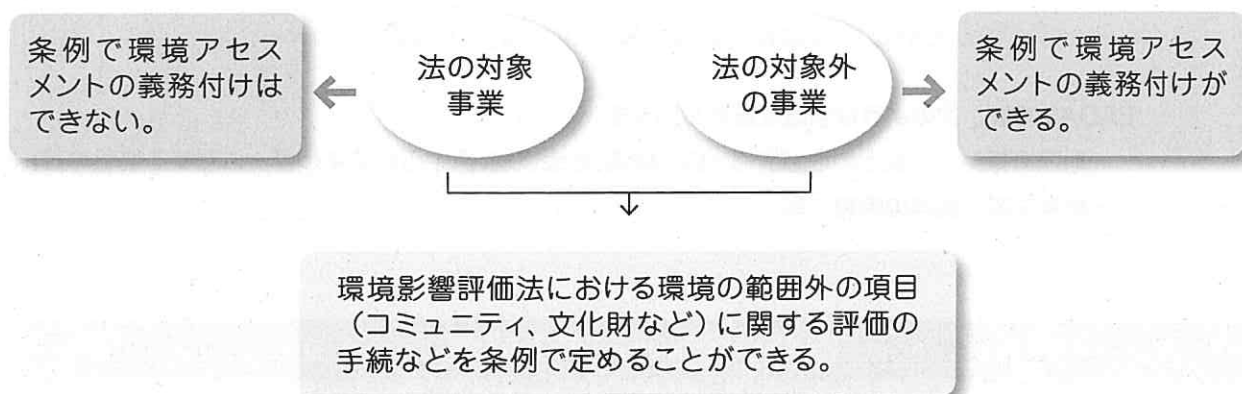 条例で環境アセス
メントの義務付けは
できない。
法の対象
事業
法の対象外
の事業
条例で環境アセス
メントの義務付けが
できる。
環境影響評価法における環境の範囲外の項目
（コミュニティ、文化財など）に関する評価の
手続などを条例で定めることができる。